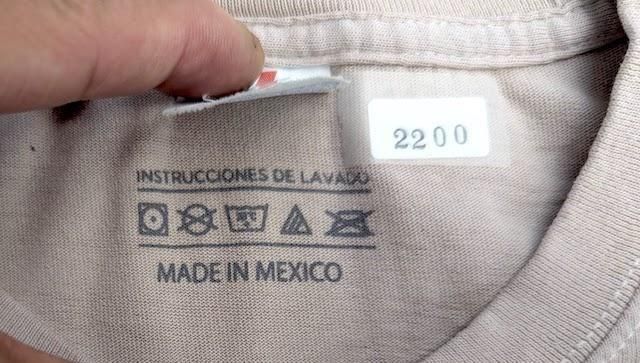 2200
INSTRUCCIONES DE LAVADO
MADE IN MEXICO